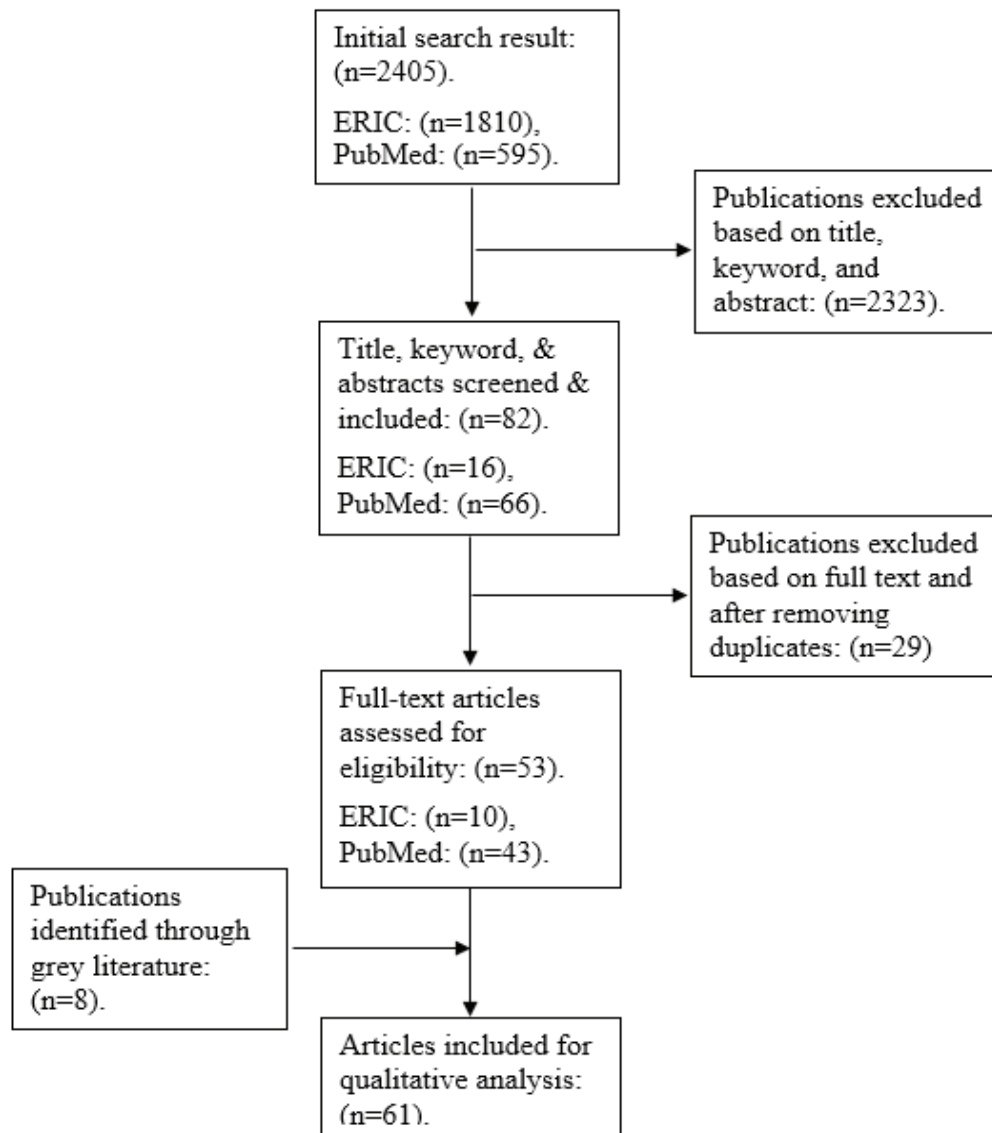 Initial search result:
(n=2405).
ERIC: (n=1810),
PubMed: (n=595).
Publications excluded
based on title,
keyword, and
abstract: (n=2323).
Title, keyword, &
abstracts screened &
included: (n=82).
ERIC: (n=16),
PubMed: (n=66).
Publications excluded
based on full text and
after removing
duplicates: (n=29)
Full-text articles
assessed for
eligibility: (n=53).
ERIC: (n=10),
PubMed: (n=43).
Publications
identified through
grey literature:
(n=8).
Articles included for
qualitative analysis:
(n=61).